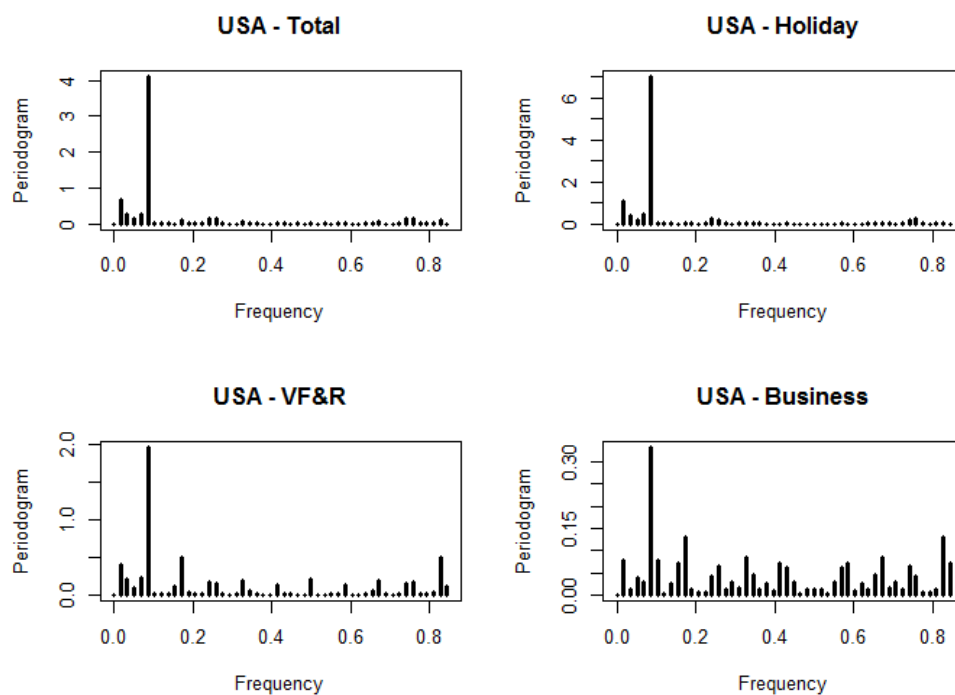 USA - Total
Periodogram
4
3
2
1
0
0.0 0.2 0.4 0.6 0.8
Frequency
USA - Holiday
Periodogram
6
4
2
0
0.0 0.2 0.4 0.6 0.8
Frequency
USA - VF&R
Periodogram
2.0
1.0
0.0
0.0 0.2 0.4 0.6 0.8
Frequency
USA - Business
Periodogram
0.30
0.15
0.00
0.0 0.2 0.4 0.6 0.8
Frequency